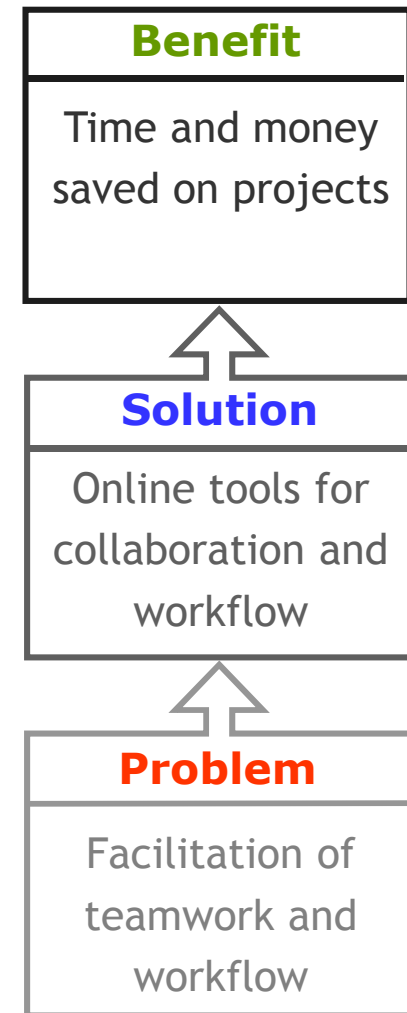 Benefit
Time and money
saved on projects
Solution
Online tools for
collaboration and
workflow
Problem
Facilitation of
teamwork and
workflow